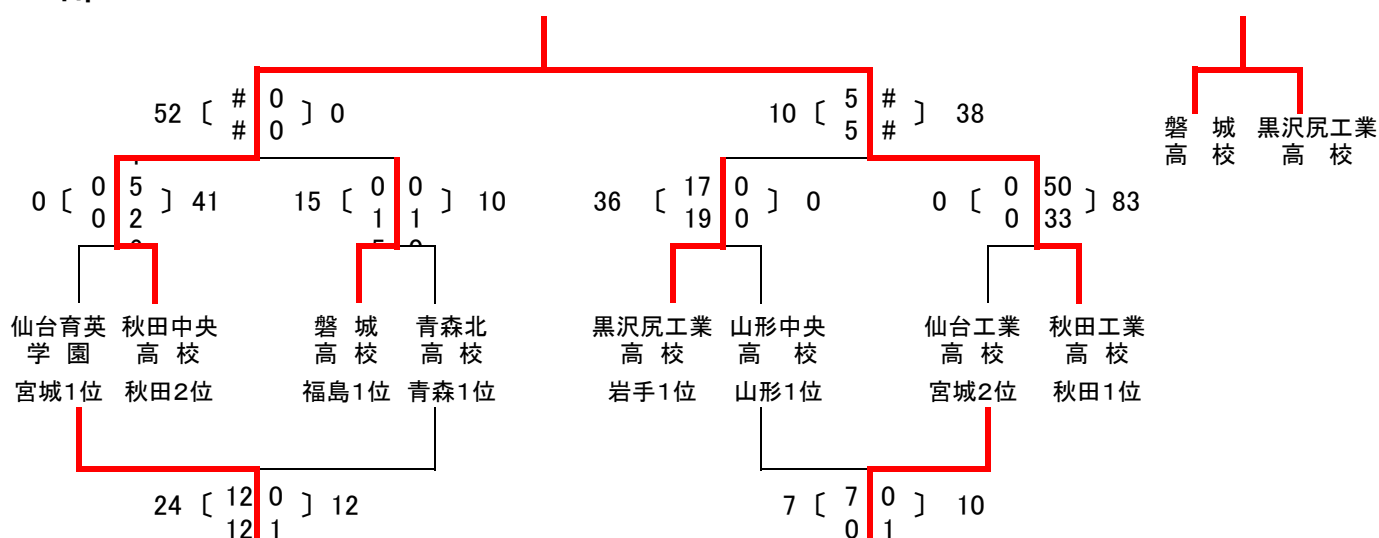 52 〔 # 0 〕 0
# 0
10 〔 5 # 〕 38
5 #
磐 城 黒沢尻工業
高 校 高 校
0 〔 0 5 〕 41
0 2
15 〔 0 0 〕 10
1 1
36 〔 17 0 〕 0
19 0
0 〔 0 50 〕 83
0 33
仙台育英 秋田中央 磐 城 青森北 黒沢尻工業 山形中央 仙台工業 秋田工業
学 園 高 校 高 校 高 校 高 校 高 校 高 校 高 校
宮城1位 秋田2位 福島1位 青森1位 岩手1位 山形1位 宮城2位 秋田1位
24 〔 12 0 〕 12
12 1
7 〔 7 0 〕 10
0 1